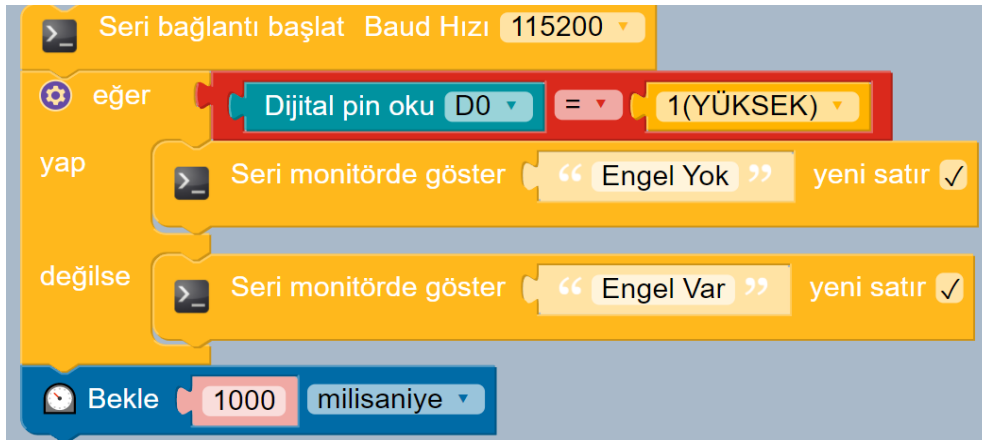 Seri bağlantı başlat Baud Hızı 115200
eğer Dijital pin oku D0 = 1(YÜKSEK)
yap Seri monitörde göster “ Engel Yok ” yeni satır ✓
değilse Seri monitörde göster “ Engel Var ” yeni satır ✓
Bekle 1000 milisaniye